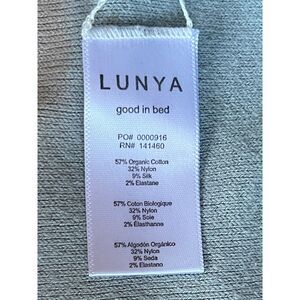 LUNYA
good in bed
PO# 0000916
RN# 141460
57% Organic Cotton
32% Nylon
9% Silk
2% Elastane
57% Coton Biologique
32% Nylon
9% Soie
2% Élasthanne
57% Algodón Orgánico
32% Nylon
9% Seda
2% Elastano